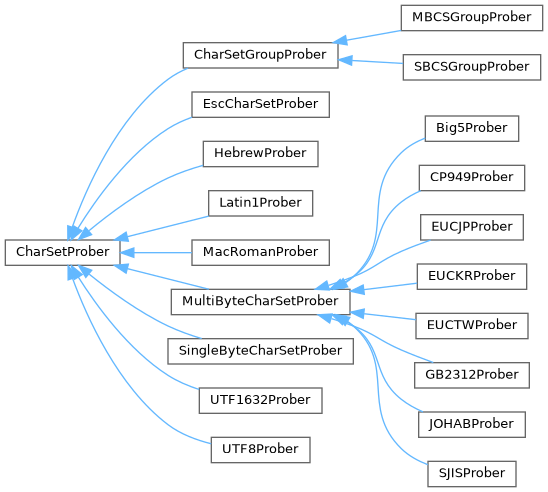 MBCSGroupProber
CharSetGroupProber
SBCSGroupProber
EscCharSetProber
Big5Prober
HebrewProber
CP949Prober
Latin1Prober
EUCJPProber
CharSetProber
MacRomanProber
EUCKRProber
MultiByteCharSetProber
EUCTWProber
SingleByteCharSetProber
GB2312Prober
UTF1632Prober
JOHABProber
UTF8Prober
SJISProber